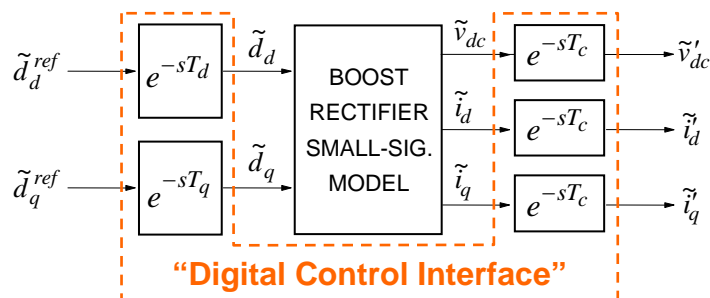 d̃_d^ref e^{-sT_d} d̃_d
d̃_q^ref e^{-sT_q} d̃_q
BOOST
RECTIFIER
SMALL-SIG.
MODEL
ṽ_dc e^{-sT_c} ṽ'_dc
ĩ_d e^{-sT_c} ĩ'_d
ĩ_q e^{-sT_c} ĩ'_q
“Digital Control Interface”